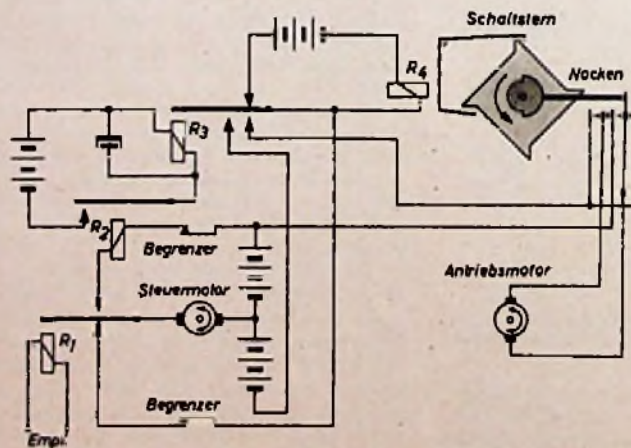 Schaltstern
Nocken
R4
R3
R2
Begrenzer
Steuermotor
Antriebsmotor
R1
Begrenzer
Empf.